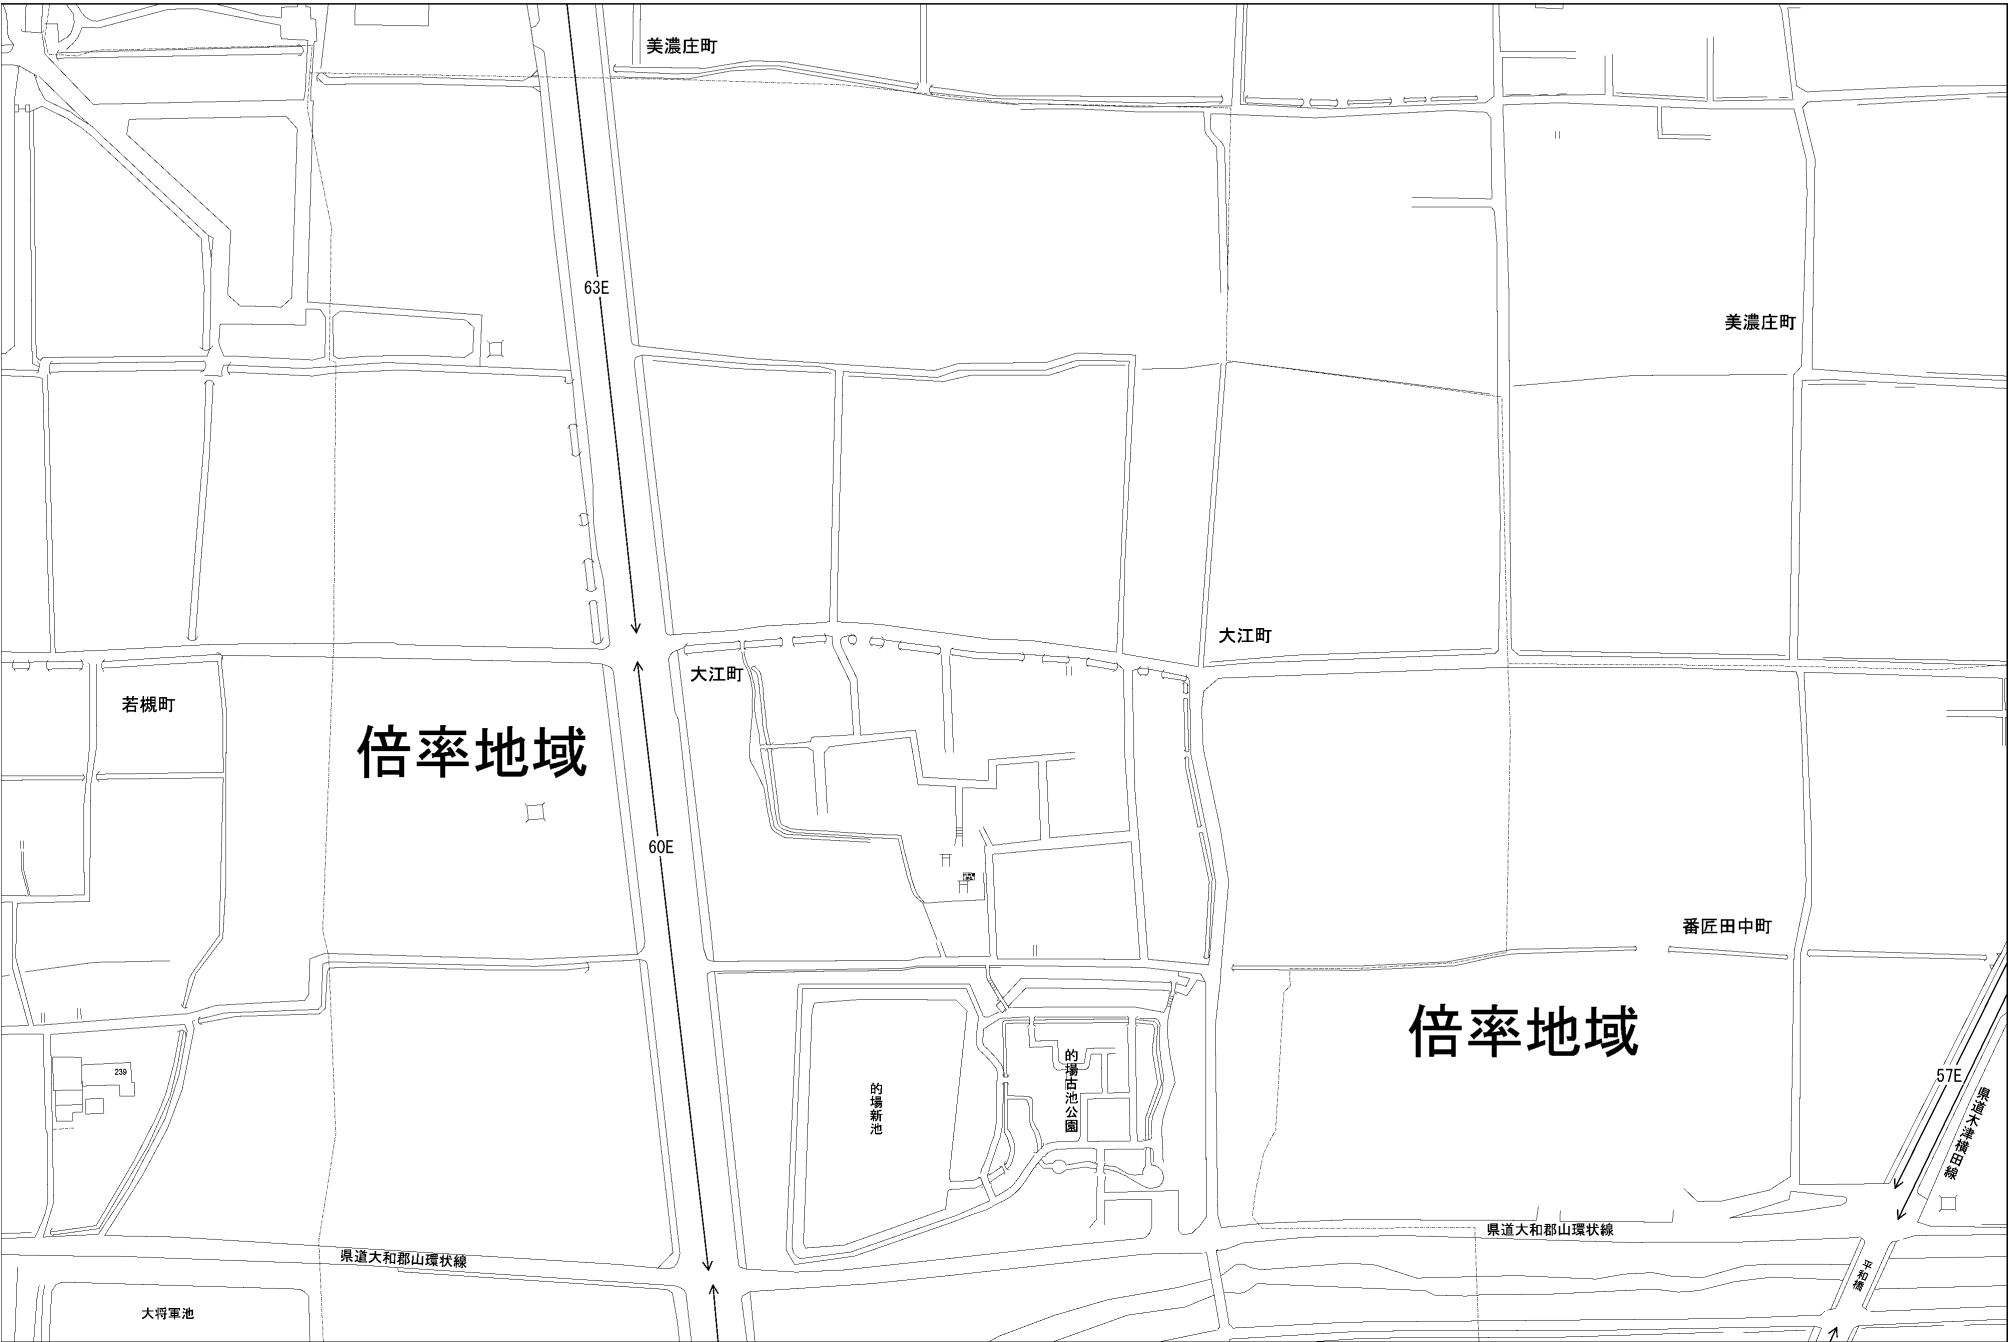 美濃庄町
63E
美濃庄町
大江町
大江町
若槻町
倍率地域
60E
番匠田中町
倍率地域
239
的場新池
的場古池公園
57E
県道木津横田線
県道大和郡山環状線
県道大和郡山環状線
平和橋
大将軍池